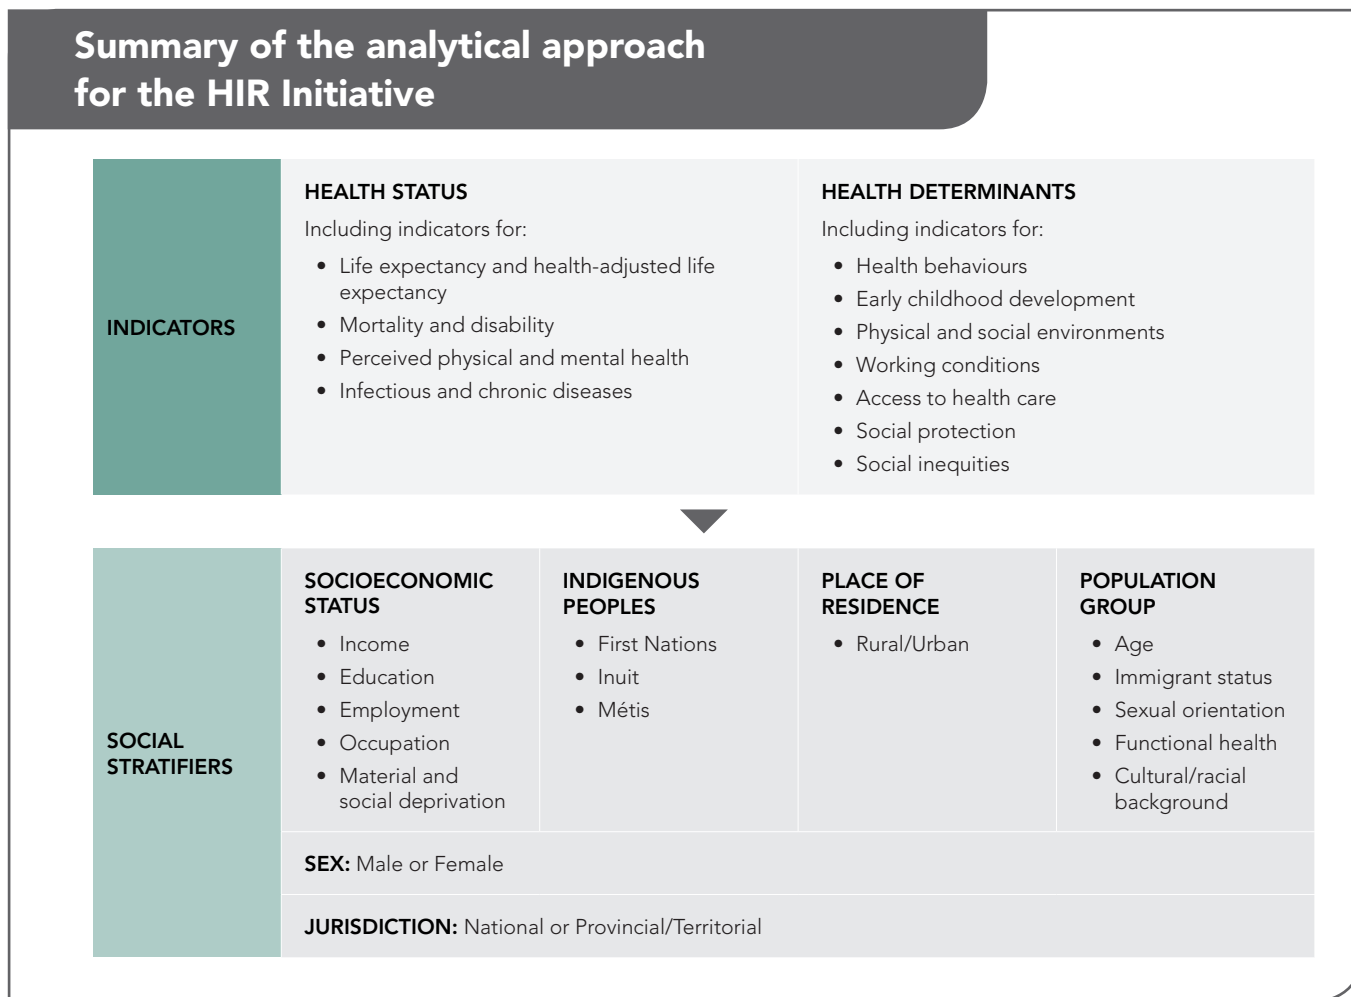 Summary of the analytical approach
for the HIR Initiative
INDICATORS
HEALTH STATUS
Including indicators for:
• Life expectancy and health-adjusted life
expectancy
• Mortality and disability
• Perceived physical and mental health
• Infectious and chronic diseases
HEALTH DETERMINANTS
Including indicators for:
• Health behaviours
• Early childhood development
• Physical and social environments
• Working conditions
• Access to health care
• Social protection
• Social inequities
SOCIAL
STRATIFIERS
SOCIOECONOMIC
STATUS
• Income
• Education
• Employment
• Occupation
• Material and
social deprivation
INDIGENOUS
PEOPLES
• First Nations
• Inuit
• Métis
PLACE OF
RESIDENCE
• Rural/Urban
POPULATION
GROUP
• Age
• Immigrant status
• Sexual orientation
• Functional health
• Cultural/racial
background
SEX: Male or Female
JURISDICTION: National or Provincial/Territorial